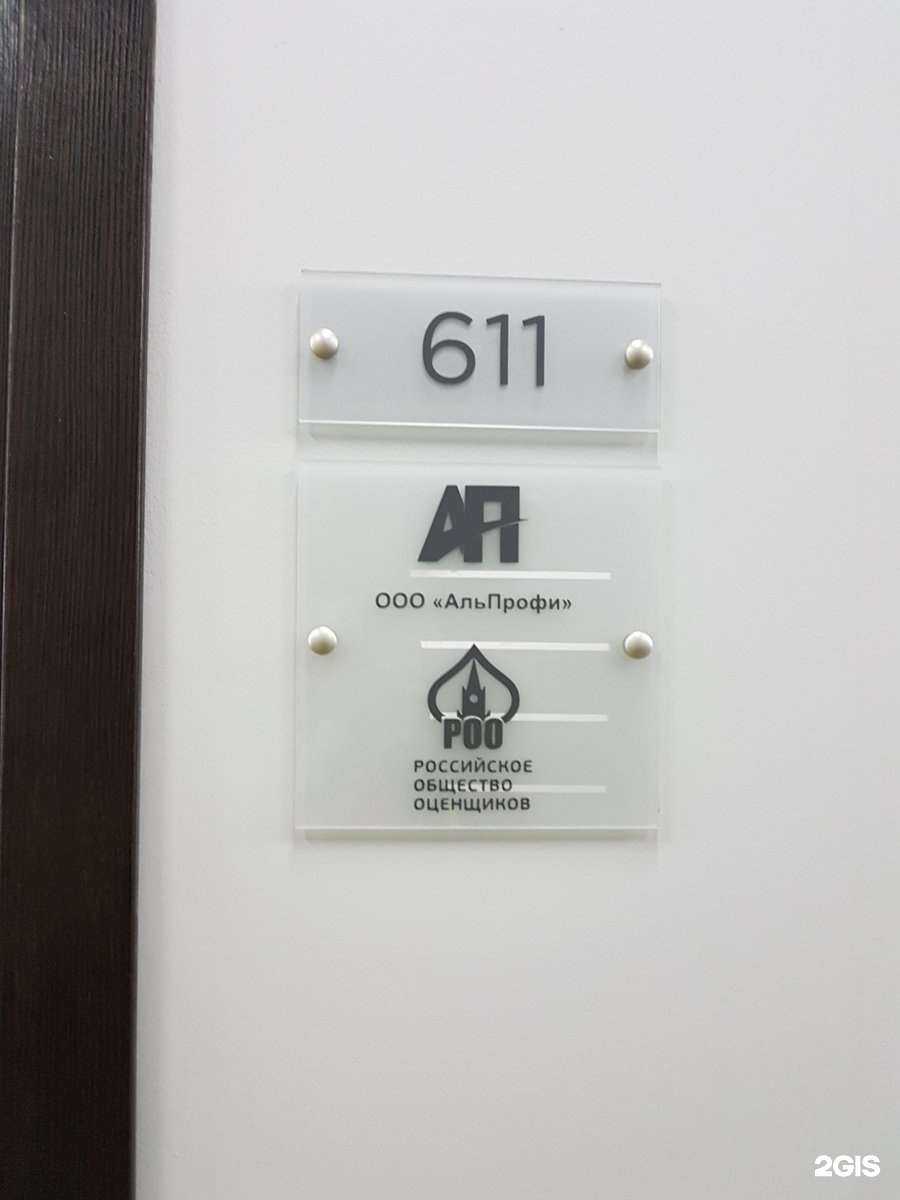 611
АП
ООО «АльПрофи»
РОО
РОССИЙСКОЕ
ОБЩЕСТВО
ОЦЕНЩИКОВ
2GIS